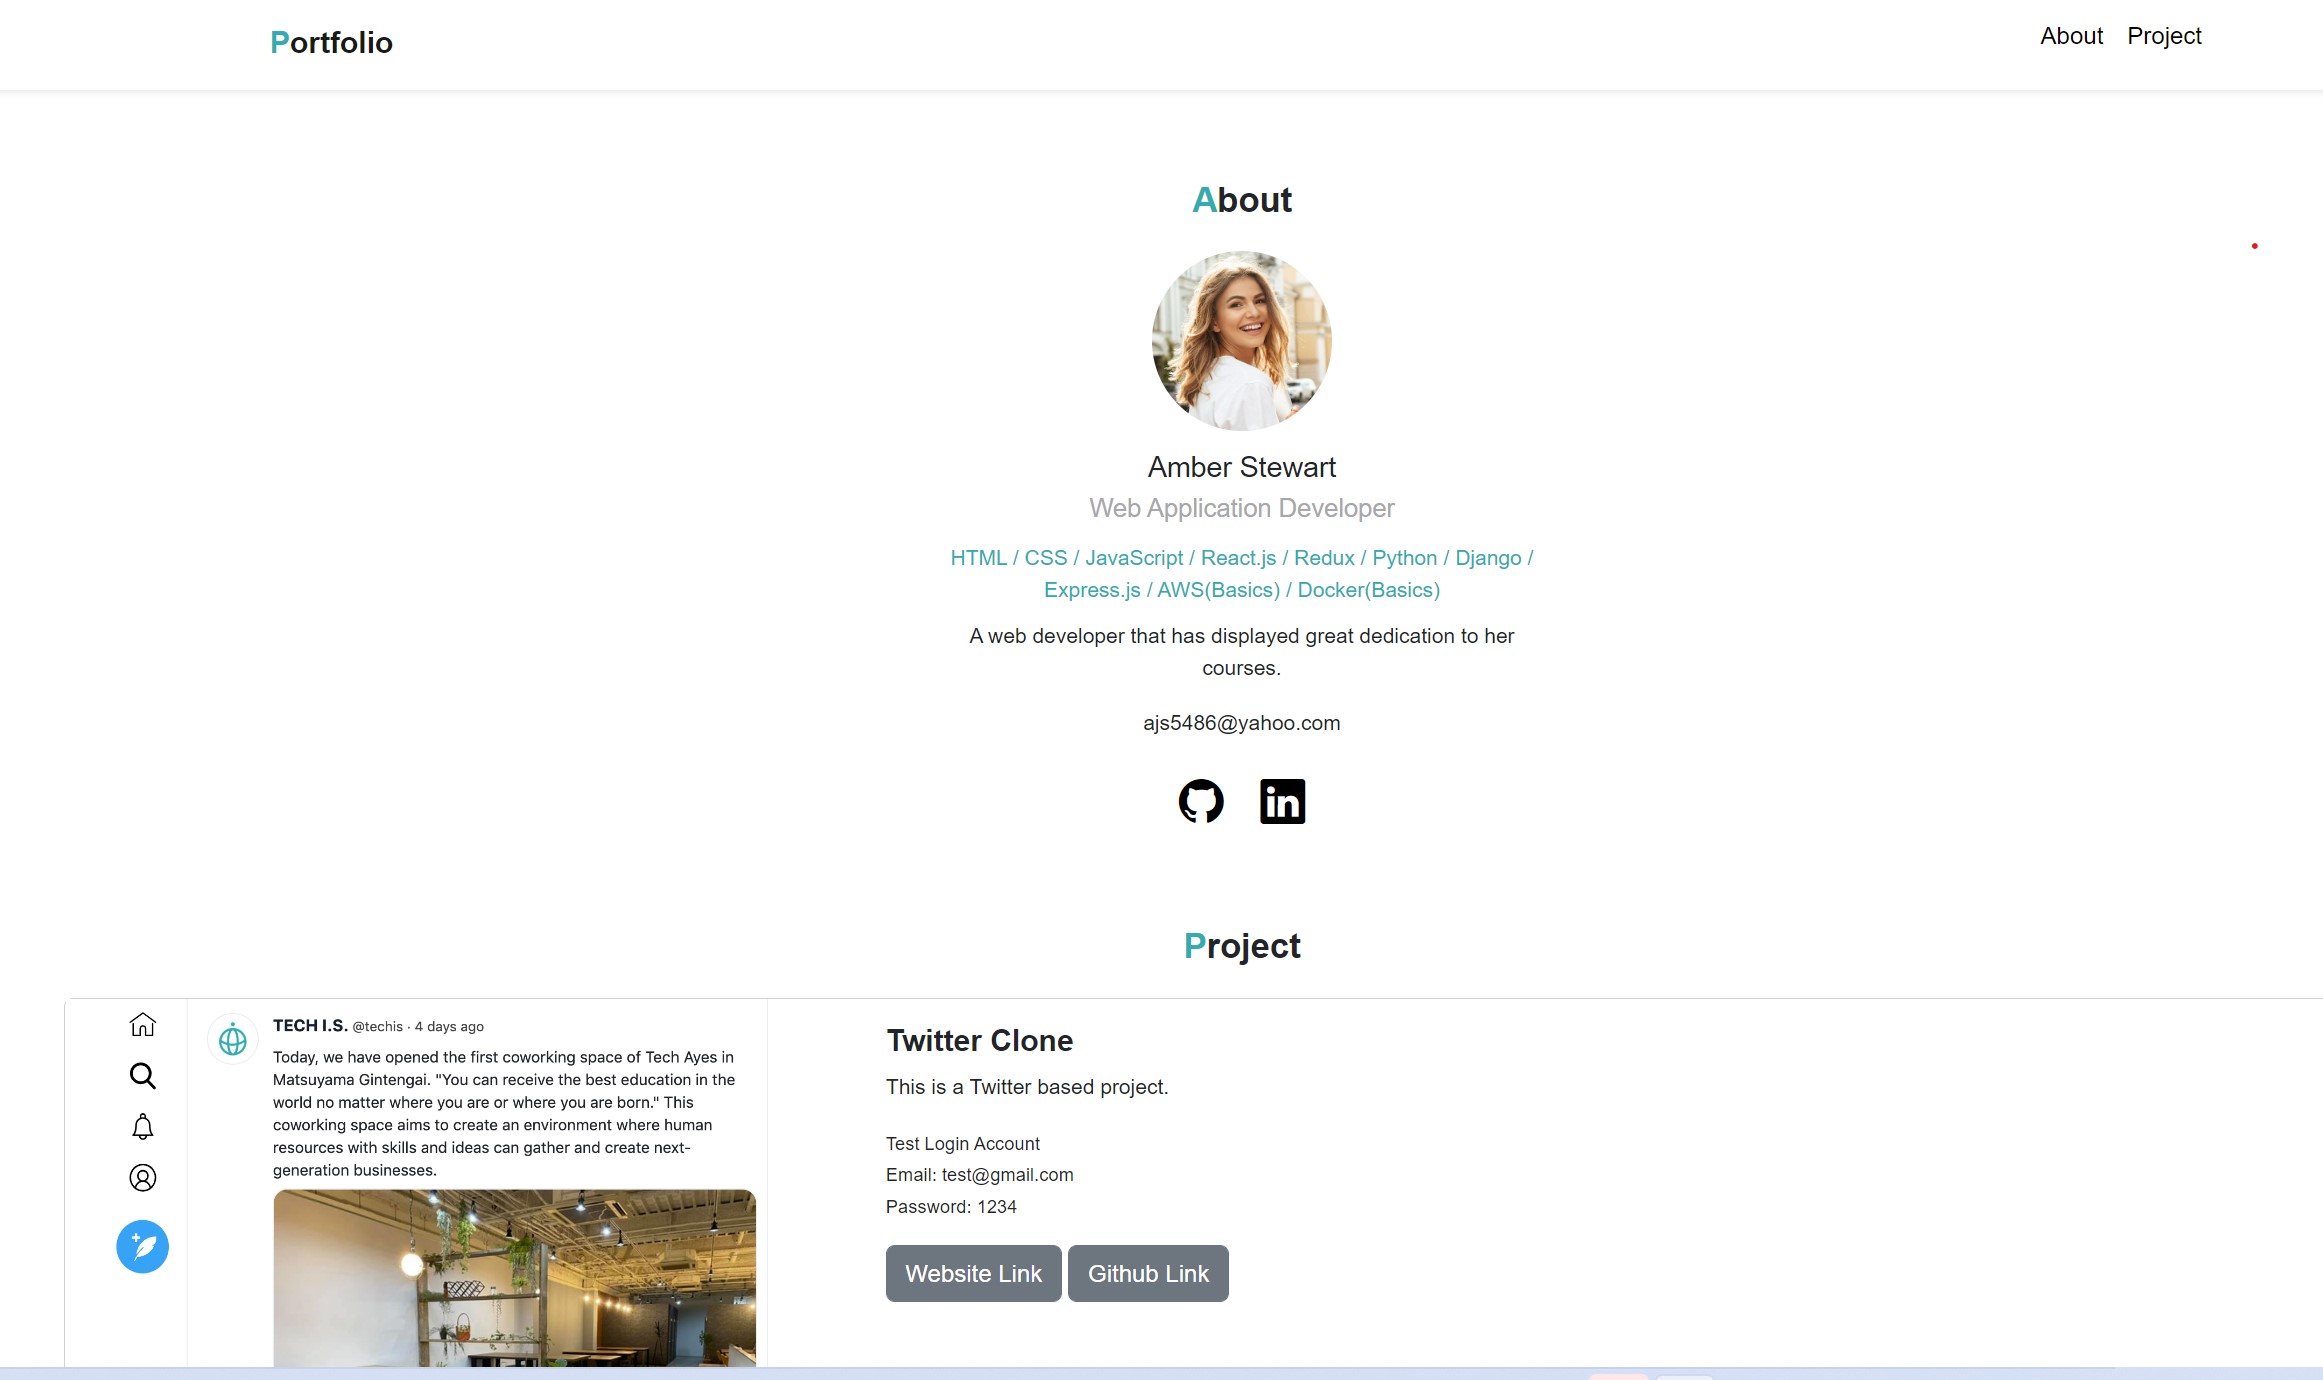 Portfolio
About Project
About
Amber Stewart
Web Application Developer
HTML / CSS / JavaScript / React.js / Redux / Python / Django /
Express.js / AWS(Basics) / Docker(Basics)
A web developer that has displayed great dedication to her
courses.
ajs5486@yahoo.com
in
Project
TECH I.S. @techis · 4 days ago
Today, we have opened the first coworking space of Tech Ayes in
Matsuyama Gintengai. "You can receive the best education in the
world no matter where you are or where you are born." This
coworking space aims to create an environment where human
resources with skills and ideas can gather and create next-
generation businesses.
Twitter Clone
This is a Twitter based project.
Test Login Account
Email: test@gmail.com
Password: 1234
Website Link
Github Link